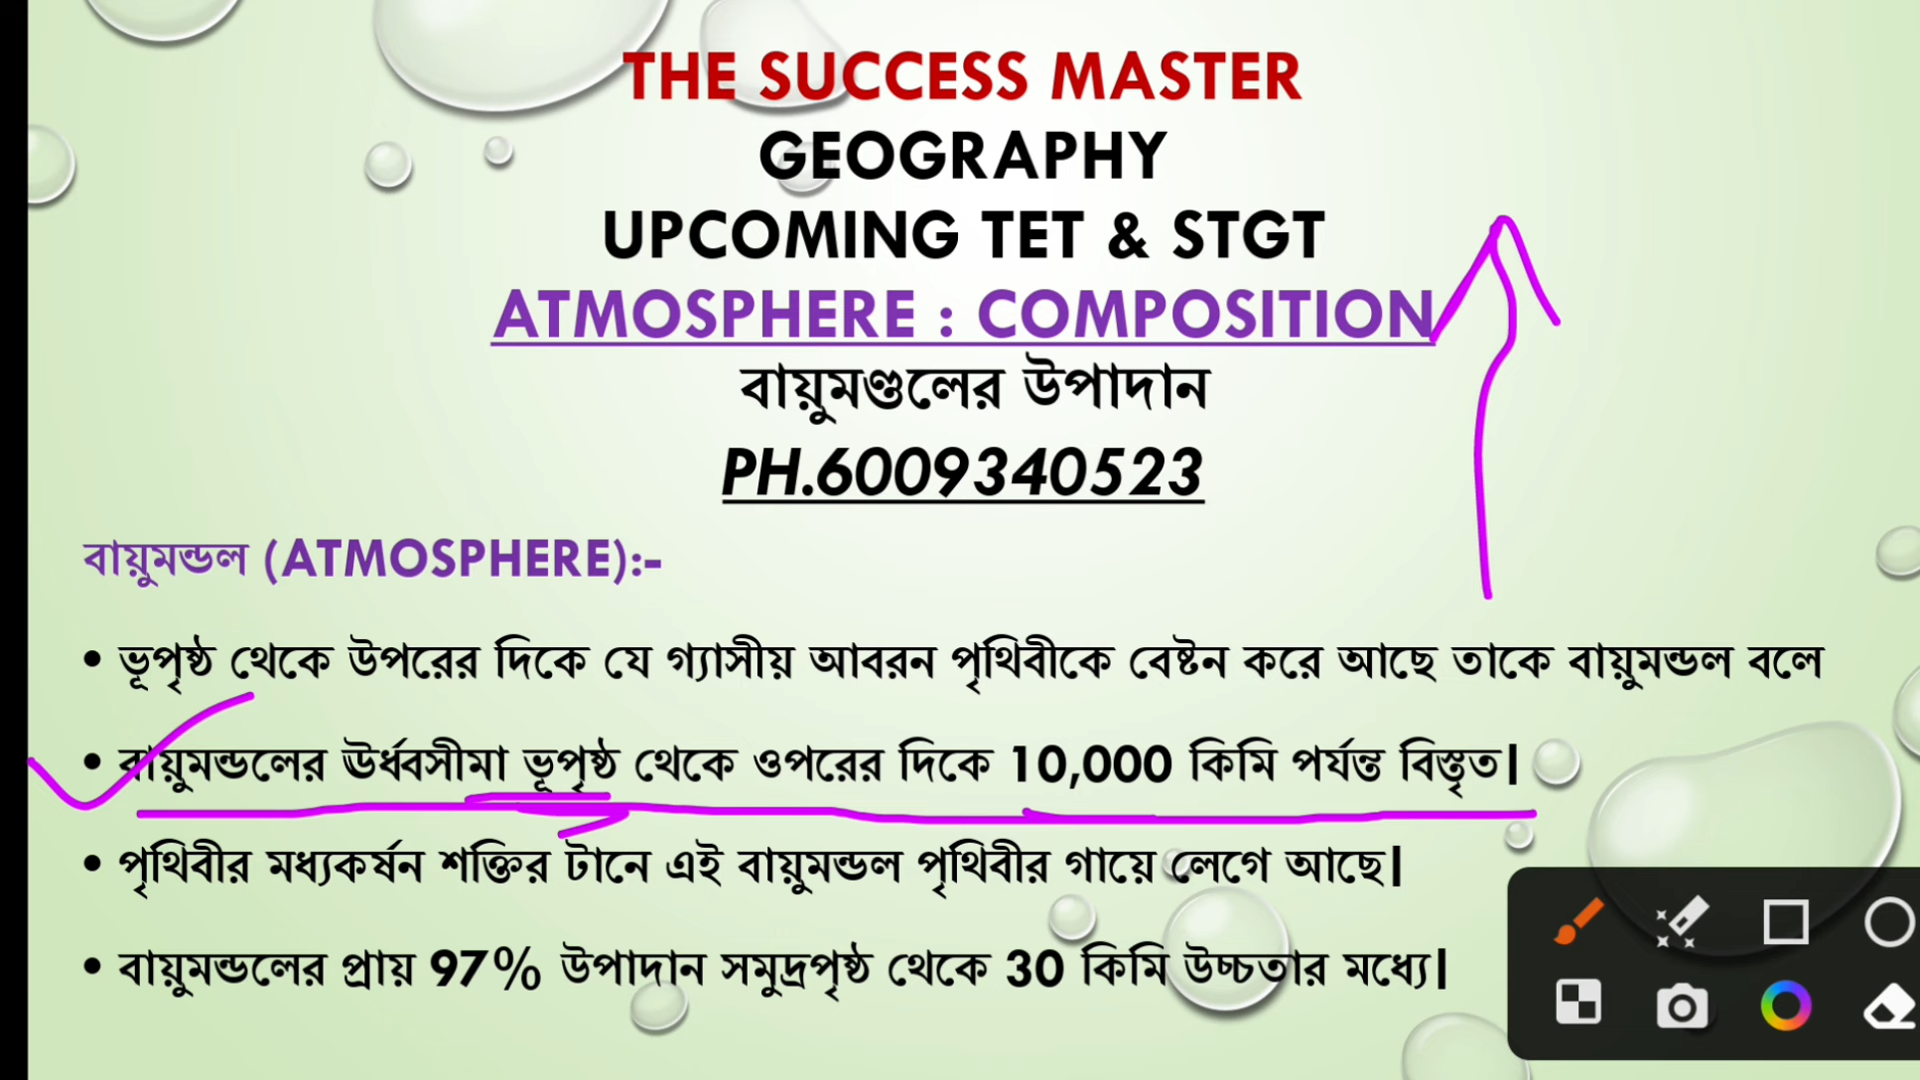 THE SUCCESS MASTER
GEOGRAPHY
UPCOMING TET & STGT
ATMOSPHERE : COMPOSITION
বায়ুমণ্ডলের উপাদান
PH.6009340523
বায়ুমন্ডল (ATMOSPHERE):-
• ভূপৃষ্ঠ থেকে উপরের দিকে যে গ্যাসীয় আবরন পৃথিবীকে বেষ্টন করে আছে তাকে বায়ুমন্ডল বলে
• বায়ুমন্ডলের ঊর্ধ্বসীমা ভূপৃষ্ঠ থেকে ওপরের দিকে 10,000 কিমি পর্যন্ত বিস্তৃত।
• পৃথিবীর মধ্যকর্ষন শক্তির টানে এই বায়ুমন্ডল পৃথিবীর গায়ে লেগে আছে।
• বায়ুমন্ডলের প্রায় 97% উপাদান সমুদ্রপৃষ্ঠ থেকে 30 কিমি উচ্চতার মধ্যে।